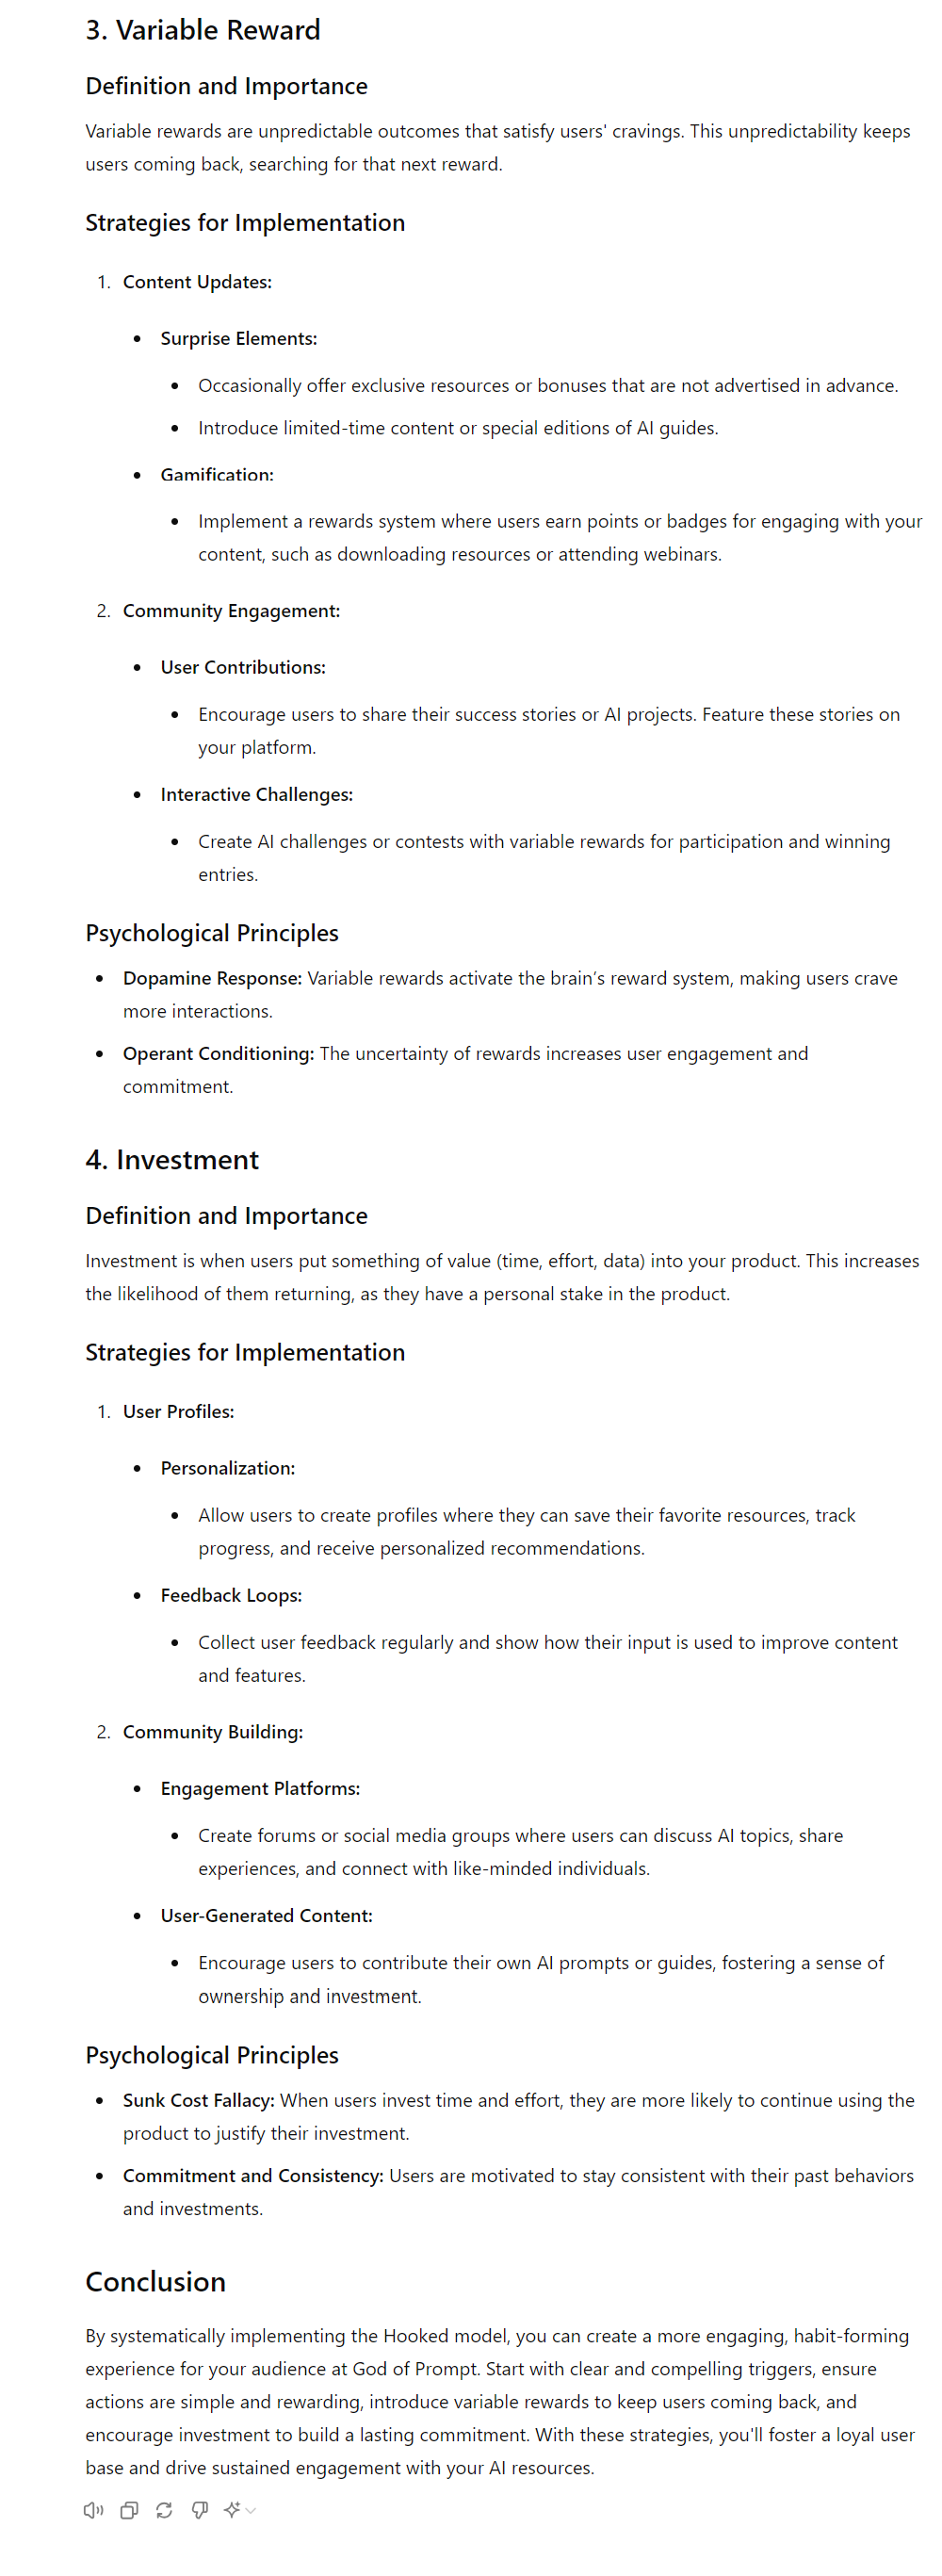 3. Variable Reward
Definition and Importance
Variable rewards are unpredictable outcomes that satisfy users' cravings. This unpredictability keeps
users coming back, searching for that next reward.
Strategies for Implementation
1. Content Updates:
• Surprise Elements:
• Occasionally offer exclusive resources or bonuses that are not advertised in advance.
• Introduce limited-time content or special editions of AI guides.
• Gamification:
• Implement a rewards system where users earn points or badges for engaging with your
content, such as downloading resources or attending webinars.
2. Community Engagement:
• User Contributions:
• Encourage users to share their success stories or AI projects. Feature these stories on
your platform.
• Interactive Challenges:
• Create AI challenges or contests with variable rewards for participation and winning
entries.
Psychological Principles
• Dopamine Response: Variable rewards activate the brain’s reward system, making users crave
more interactions.
• Operant Conditioning: The uncertainty of rewards increases user engagement and
commitment.
4. Investment
Definition and Importance
Investment is when users put something of value (time, effort, data) into your product. This increases
the likelihood of them returning, as they have a personal stake in the product.
Strategies for Implementation
1. User Profiles:
• Personalization:
• Allow users to create profiles where they can save their favorite resources, track
progress, and receive personalized recommendations.
• Feedback Loops:
• Collect user feedback regularly and show how their input is used to improve content
and features.
2. Community Building:
• Engagement Platforms:
• Create forums or social media groups where users can discuss AI topics, share
experiences, and connect with like-minded individuals.
• User-Generated Content:
• Encourage users to contribute their own AI prompts or guides, fostering a sense of
ownership and investment.
Psychological Principles
• Sunk Cost Fallacy: When users invest time and effort, they are more likely to continue using the
product to justify their investment.
• Commitment and Consistency: Users are motivated to stay consistent with their past behaviors
and investments.
Conclusion
By systematically implementing the Hooked model, you can create a more engaging, habit-forming
experience for your audience at God of Prompt. Start with clear and compelling triggers, ensure
actions are simple and rewarding, introduce variable rewards to keep users coming back, and
encourage investment to build a lasting commitment. With these strategies, you'll foster a loyal user
base and drive sustained engagement with your AI resources.